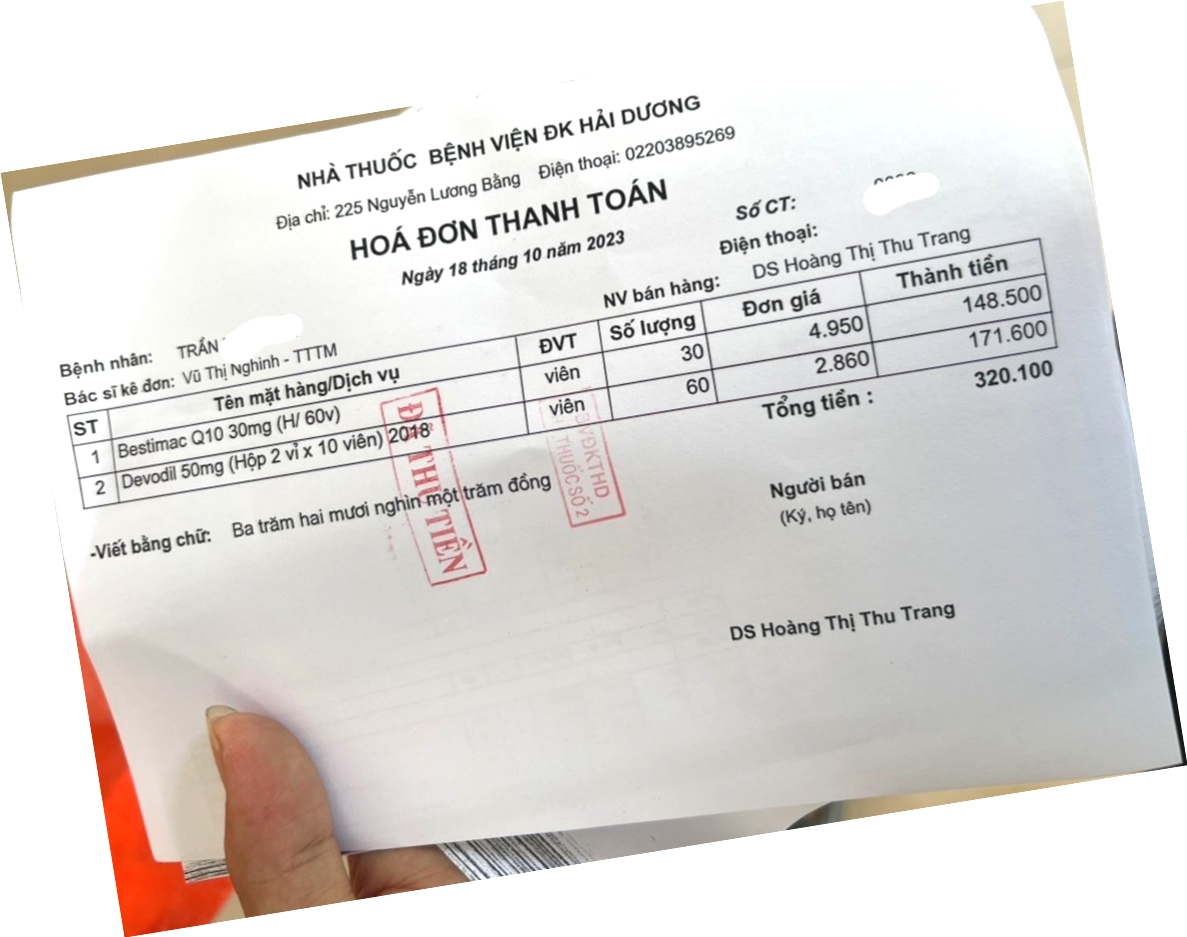 NHÀ THUỐC BỆNH VIỆN ĐK HẢI DƯƠNG
Địa chỉ: 225 Nguyễn Lương Bằng Điện thoại: 02203895269
HOÁ ĐƠN THANH TOÁN
Ngày 18 tháng 10 năm 2023
Số CT:
Điện thoại:
Bệnh nhân: TRẦN
NV bán hàng: DS Hoàng Thị Thu Trang
Bác sĩ kê đơn: Vũ Thị Nghinh - TTTM
ST Tên mặt hàng/Dịch vụ ĐVT Số lượng Đơn giá Thành tiền
1 Bestimac Q10 30mg (H/ 60v) viên 30 4.950 148.500
2 Devodil 50mg (Hộp 2 vỉ x 10 viên) 2018 viên 60 2.860 171.600
Tổng tiền : 320.100
-Viết bằng chữ: Ba trăm hai mươi nghìn một trăm đồng
ĐÃ THU TIỀN
BVĐKTHD
THUỐC SỐ 2
Người bán
(Ký, họ tên)
DS Hoàng Thị Thu Trang